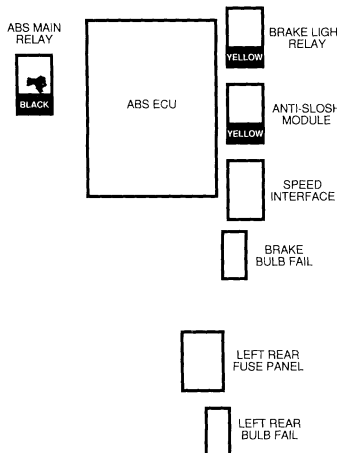 ABS MAIN
RELAY
BLACK
ABS ECU
BRAKE LIGH
RELAY
YELLOW
ANTI-SLOSH
MODULE
YELLOW
SPEED
INTERFACE
BRAKE
BULB FAIL
LEFT REAR
FUSE PANEL
LEFT REAR
BULB FAIL